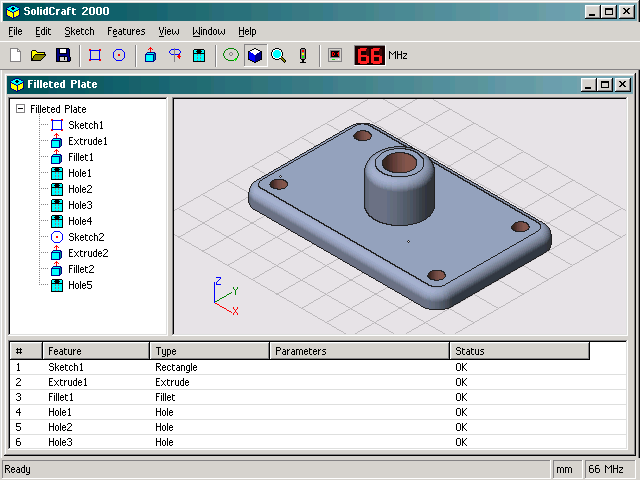 SolidCraft 2000
File Edit Sketch Features View Window Help
66 MHz
Filleted Plate
Filleted Plate
Sketch1
Extrude1
Fillet1
Hole1
Hole2
Hole3
Hole4
Sketch2
Extrude2
Fillet2
Hole5
Z
Y
X
# Feature Type Parameters Status
1 Sketch1 Rectangle OK
2 Extrude1 Extrude OK
3 Fillet1 Fillet OK
4 Hole1 Hole OK
5 Hole2 Hole OK
6 Hole3 Hole OK
Ready mm 66 MHz